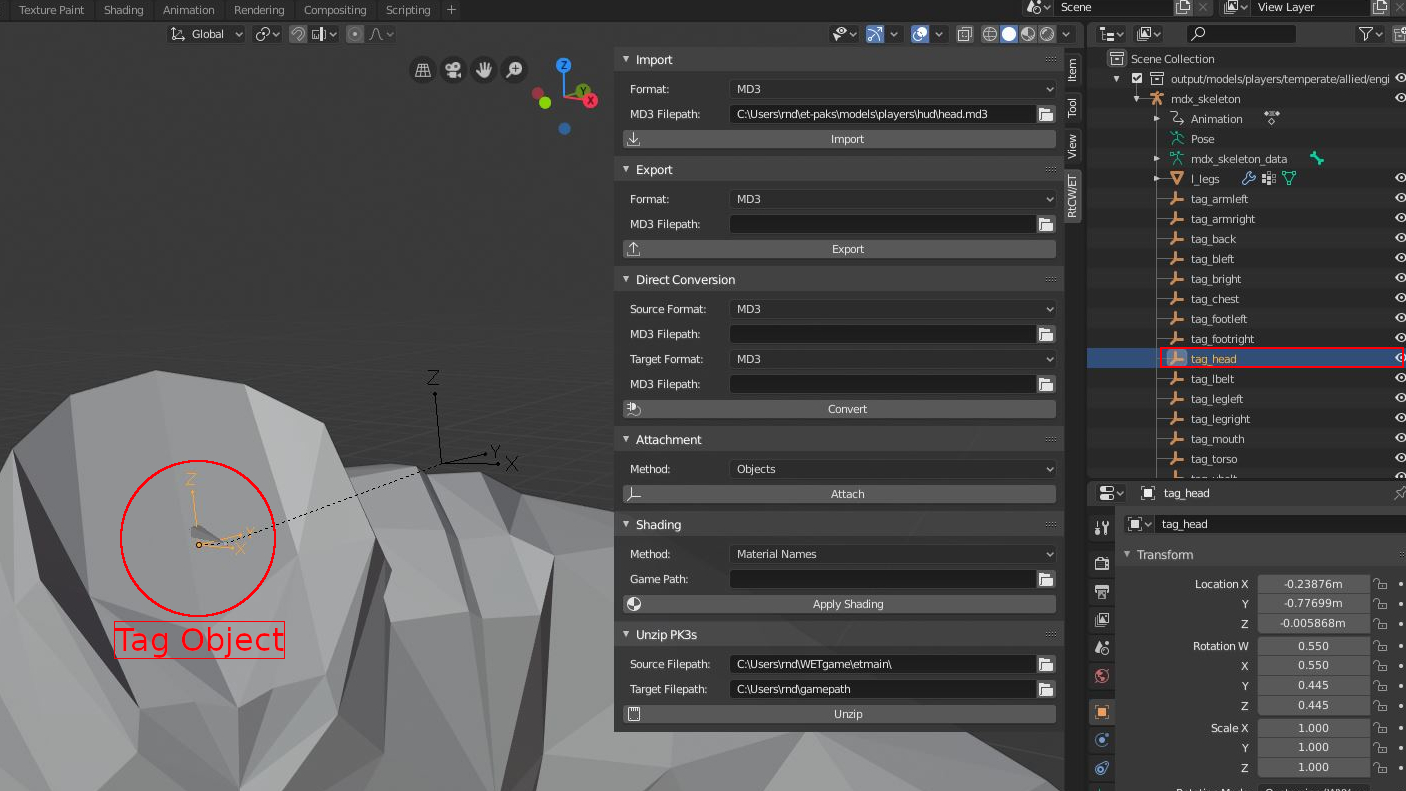 Texture Paint Shading Animation Rendering Compositing Scripting +
Scene
View Layer
Global
Z
Y
X
Import
Format: MD3
MD3 Filepath: C:\Users\rnd\et-paks\models\players\hud\head.md3
Import
Export
Format: MD3
MD3 Filepath:
Export
Direct Conversion
Source Format: MD3
MD3 Filepath:
Target Format: MD3
MD3 Filepath:
Convert
Attachment
Method: Objects
Attach
Shading
Method: Material Names
Game Path:
Apply Shading
Unzip PK3s
Source Filepath: C:\Users\rnd\WETgame\etmain\
Target Filepath: C:\Users\rnd\gamepath
Unzip
Item
Tool
View
RtCW/ET
Z
Y
X
Z
Y
X
Tag Object
Scene Collection
output/models/players/temperate/allied/engi
mdx_skeleton
Animation
Pose
mdx_skeleton_data
l_legs
tag_armleft
tag_armright
tag_back
tag_bleft
tag_bright
tag_chest
tag_footleft
tag_footright
tag_head
tag_lbelt
tag_legleft
tag_legright
tag_mouth
tag_torso
tag_head
tag_head
Transform
Location X -0.23876m
Y -0.77699m
Z -0.005868m
Rotation W 0.550
X 0.550
Y 0.445
Z 0.445
Scale X 1.000
Y 1.000
Z 1.000